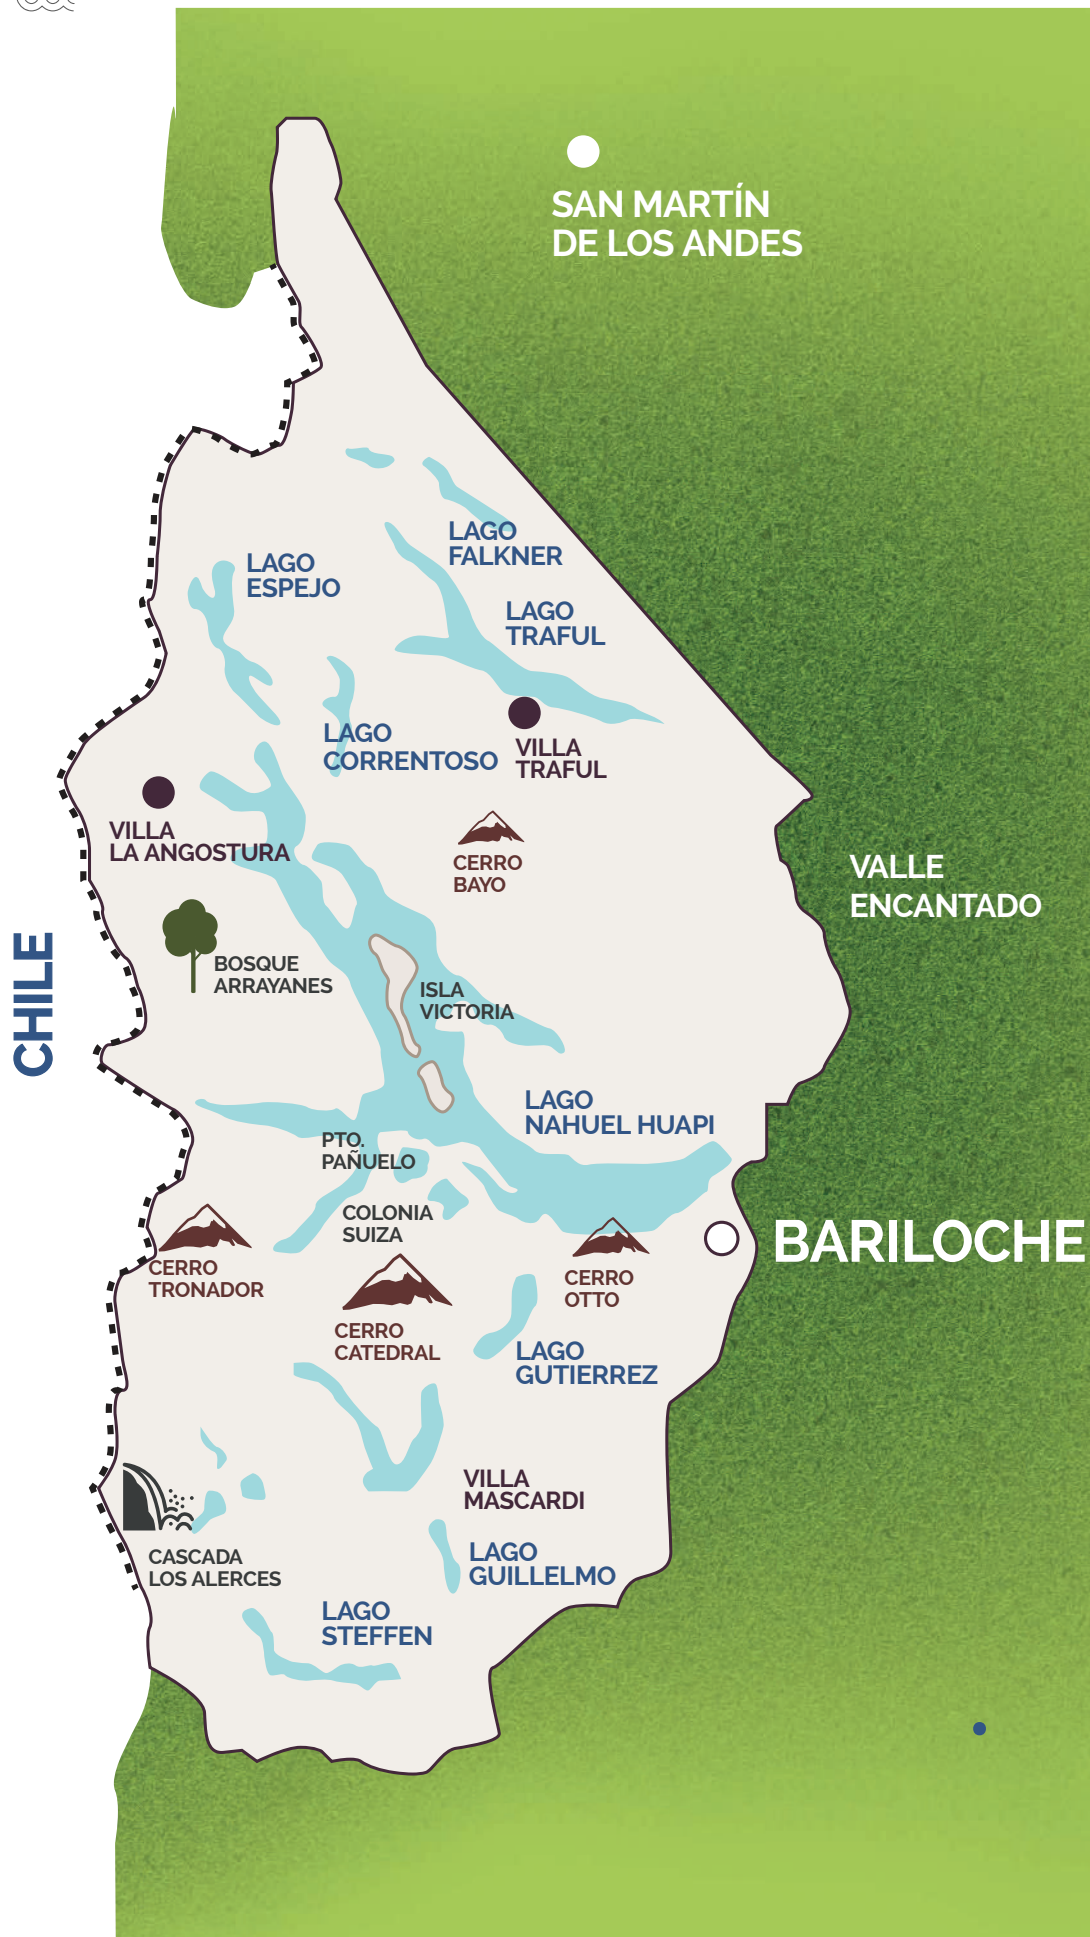 SAN MARTÍN
DE LOS ANDES
LAGO
FALKNER
LAGO
ESPEJO
LAGO
TRAFUL
LAGO
CORRENTOSO
VILLA
TRAFUL
VILLA
LA ANGOSTURA
CERRO
BAYO
VALLE
ENCANTADO
CHILE
BOSQUE
ARRAYANES
ISLA
VICTORIA
LAGO
NAHUEL HUAPI
PTO.
PAÑUELO
COLONIA
SUIZA
BARILOCHE
CERRO
TRONADOR
CERRO
OTTO
CERRO
CATEDRAL
LAGO
GUTIERREZ
VILLA
MASCARDI
CASCADA
LOS ALERCES
LAGO
GUILLELMO
LAGO
STEFFEN